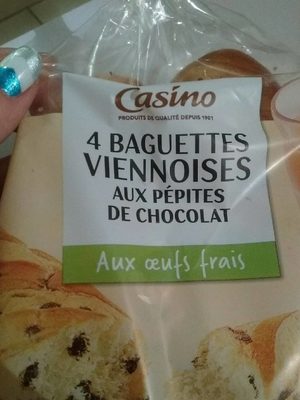 Casino
PRODUITS DE QUALITÉ DEPUIS 1901
4 BAGUETTES
VIENNOISES
AUX PÉPITES
DE CHOCOLAT
Aux œufs frais